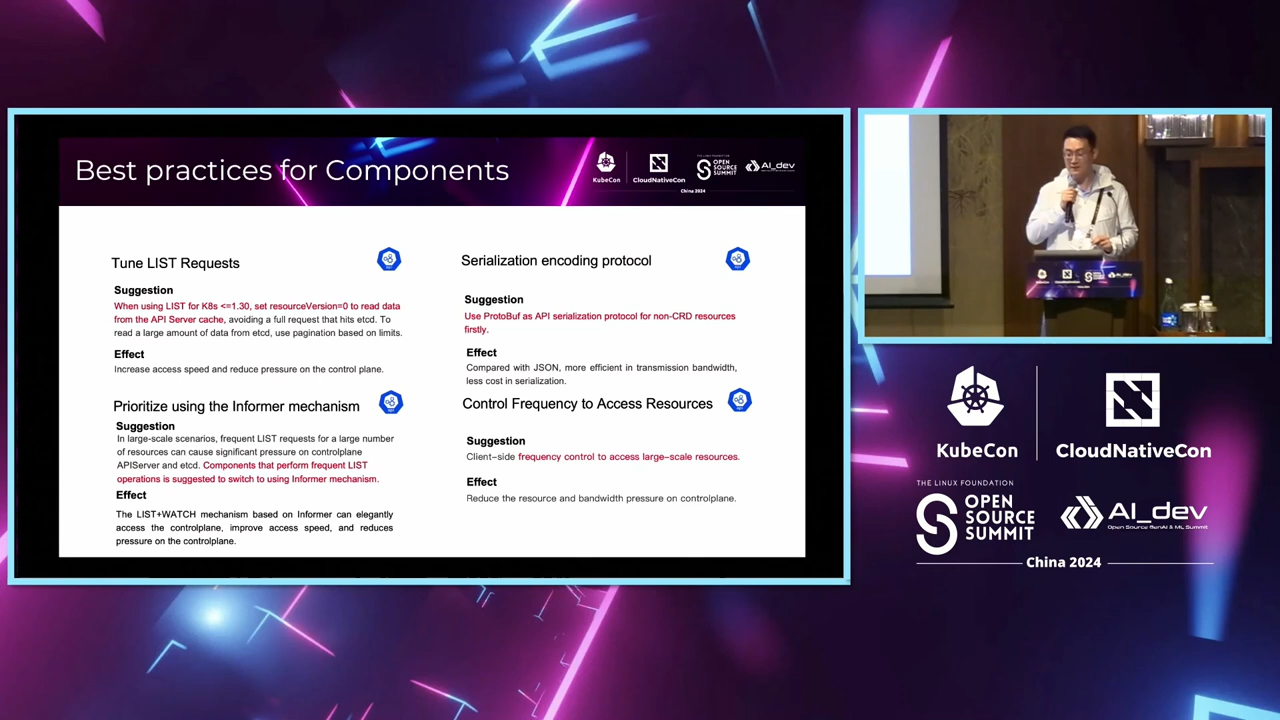 Best practices for Components
KubeCon
CloudNativeCon
OPEN
SOURCE
SUMMIT
AI_dev
China 2024
Tune LIST Requests
Suggestion
When using LIST for K8s <=1.30, set resourceVersion=0 to read data
from the API Server cache, avoiding a full request that hits etcd. To
read a large amount of data from etcd, use pagination based on limits.
Effect
Increase access speed and reduce pressure on the control plane.
Serialization encoding protocol
Suggestion
Use ProtoBuf as API serialization protocol for non-CRD resources
firstly.
Effect
Compared with JSON, more efficient in transmission bandwidth,
less cost in serialization.
Prioritize using the Informer mechanism
Suggestion
In large-scale scenarios, frequent LIST requests for a large number
of resources can cause significant pressure on controlplane
APIServer and etcd. Components that perform frequent LIST
operations is suggested to switch to using Informer mechanism.
Effect
The LIST+WATCH mechanism based on Informer can elegantly
access the controlplane, improve access speed, and reduces
pressure on the controlplane.
Control Frequency to Access Resources
Suggestion
Client-side frequency control to access large-scale resources.
Effect
Reduce the resource and bandwidth pressure on controlplane.
KubeCon
CloudNativeCon
THE LINUX FOUNDATION
OPEN
SOURCE
SUMMIT
AI_dev
Open Source GenAI & ML Summit
China 2024